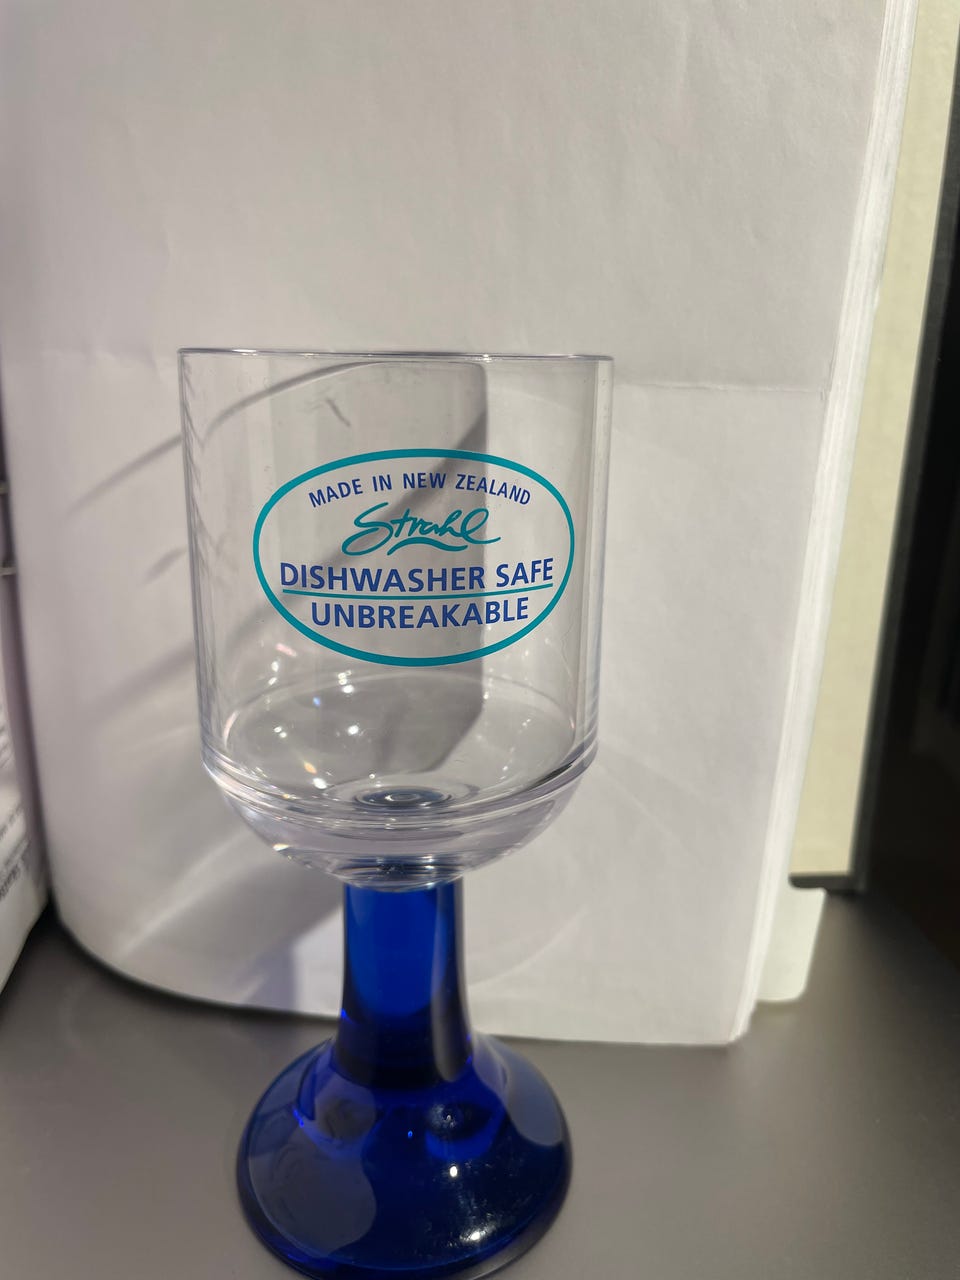 MADE IN NEW ZEALAND
Strahl
DISHWASHER SAFE
UNBREAKABLE